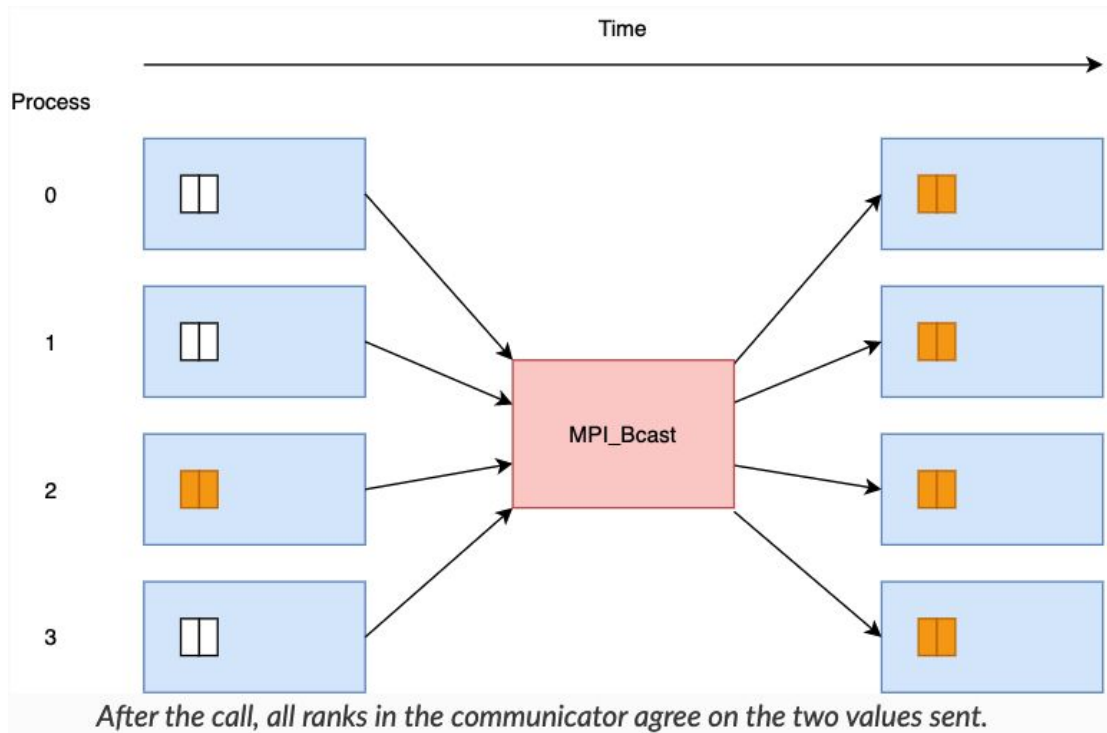 Time
Process
0
1
MPI_Bcast
2
3
After the call, all ranks in the communicator agree on the two values sent.